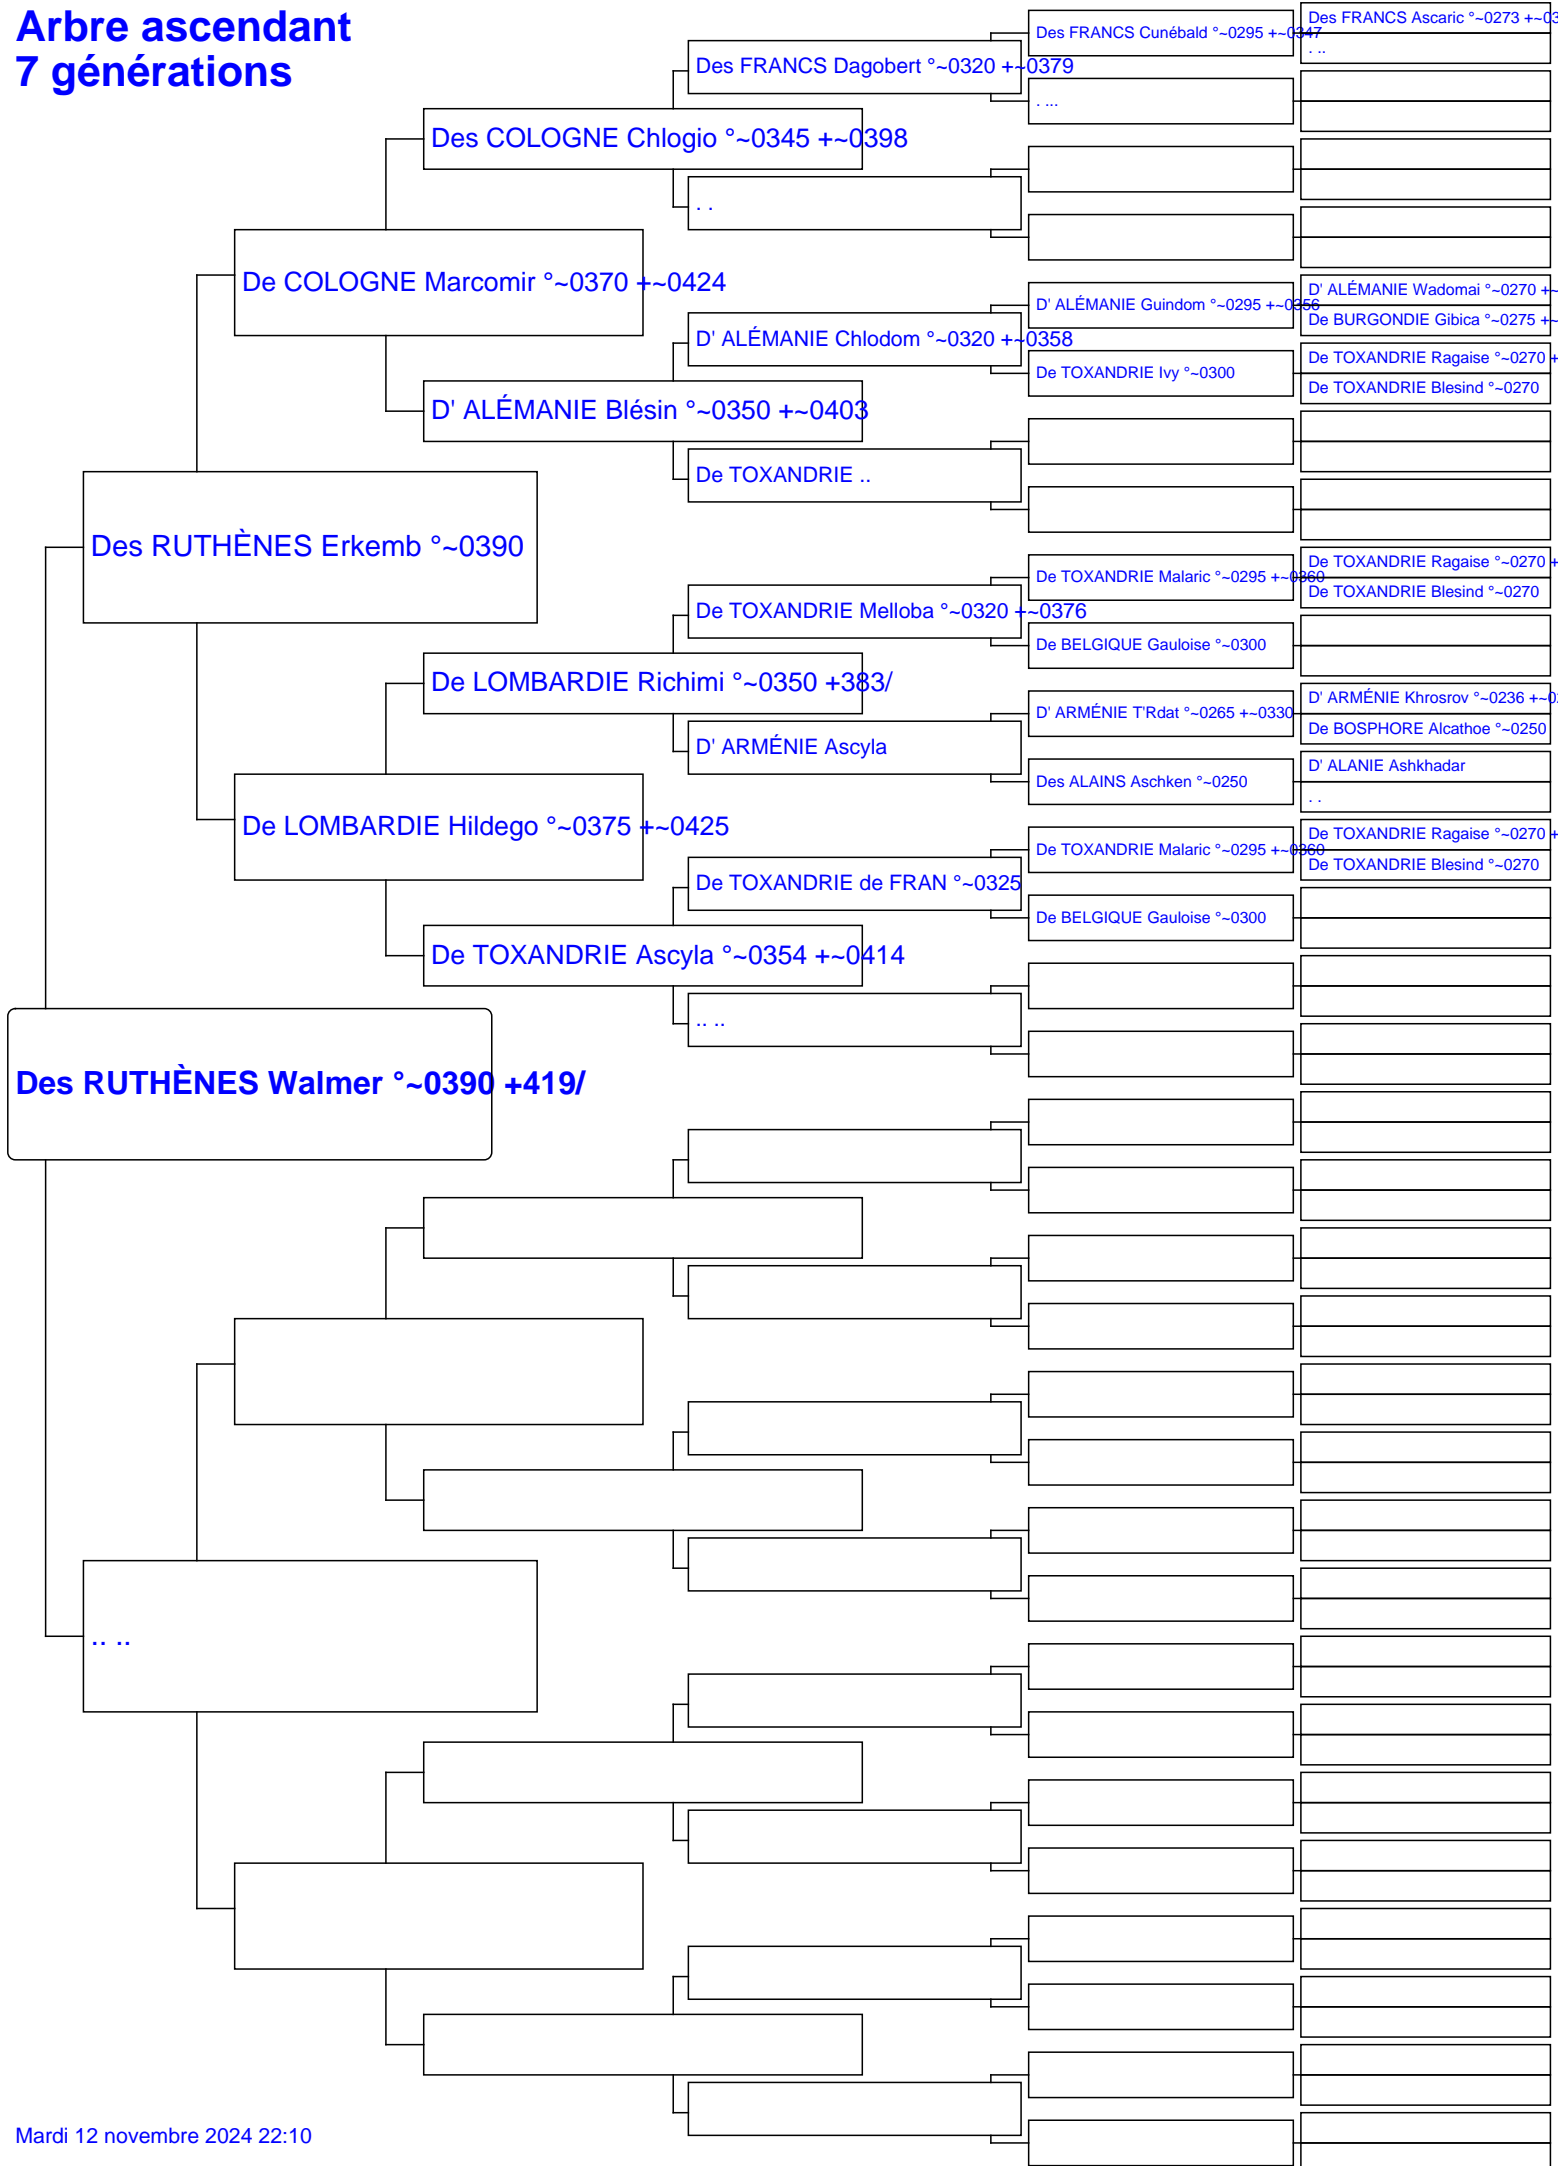 Arbre ascendant
7 générations
Des FRANCS Ascaric °~0273 +~03
Des FRANCS Cunébald °~0295 +~0347
. ..
Des FRANCS Dagobert °~0320 +~0379
. ...
Des COLOGNE Chlogio °~0345 +~0398
. .
De COLOGNE Marcomir °~0370 +~0424
D' ALÉMANIE Wadomai °~0270 +~
D' ALÉMANIE Guindom °~0295 +~0356
De BURGONDIE Gibica °~0275 +~
D' ALÉMANIE Chlodom °~0320 +~0358
De TOXANDRIE Ragaise °~0270 +
De TOXANDRIE Ivy °~0300
De TOXANDRIE Blesind °~0270
D' ALÉMANIE Blésin °~0350 +~0403
De TOXANDRIE ..
Des RUTHÈNES Erkemb °~0390
De TOXANDRIE Ragaise °~0270 +
De TOXANDRIE Malaric °~0295 +~0360
De TOXANDRIE Blesind °~0270
De TOXANDRIE Melloba °~0320 +~0376
De BELGIQUE Gauloise °~0300
De LOMBARDIE Richimi °~0350 +383/
D' ARMÉNIE Khrosrov °~0236 +~0
D' ARMÉNIE T'Rdat °~0265 +~0330
De BOSPHORE Alcathoe °~0250
D' ARMÉNIE Ascyla
D' ALANIE Ashkhadar
Des ALAINS Aschken °~0250
. .
De LOMBARDIE Hildego °~0375 +~0425
De TOXANDRIE Ragaise °~0270 +
De TOXANDRIE Malaric °~0295 +~0360
De TOXANDRIE Blesind °~0270
De TOXANDRIE de FRAN °~0325
De BELGIQUE Gauloise °~0300
De TOXANDRIE Ascyla °~0354 +~0414
.. ..
Des RUTHÈNES Walmer °~0390 +419/
.. ..
Mardi 12 novembre 2024 22:10